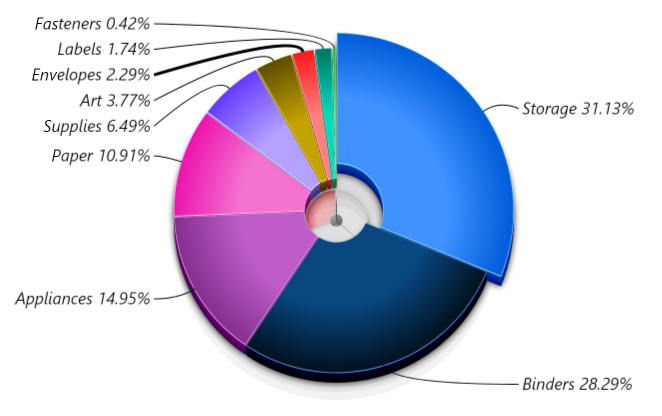 Fasteners 0.42%
Labels 1.74%
Envelopes 2.29%
Art 3.77%
Supplies 6.49%
Paper 10.91%
Appliances 14.95%
Storage 31.13%
Binders 28.29%